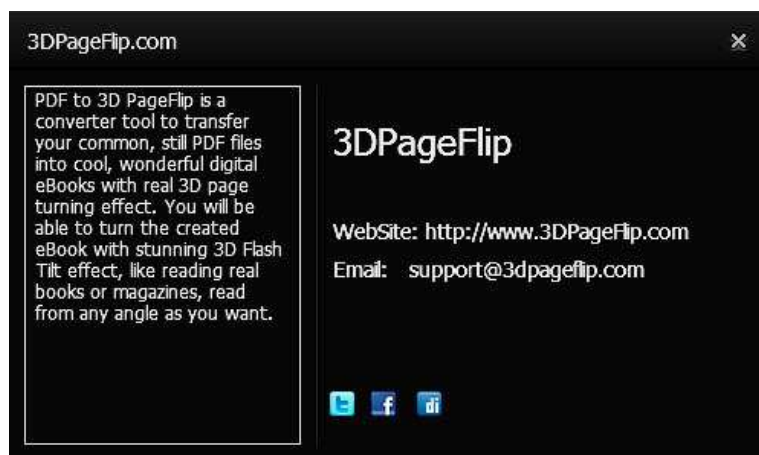 3DPageFlip.com
PDF to 3D PageFlip is a
converter tool to transfer
your common, still PDF files
into cool, wonderful digital
eBooks with real 3D page
turning effect. You will be
able to turn the created
eBook with stunning 3D Flash
Tilt effect, like reading real
books or magazines, read
from any angle as you want.
3DPageFlip
WebSite: http://www.3DPageFlip.com
Email: support@3dpageflip.com
t f di